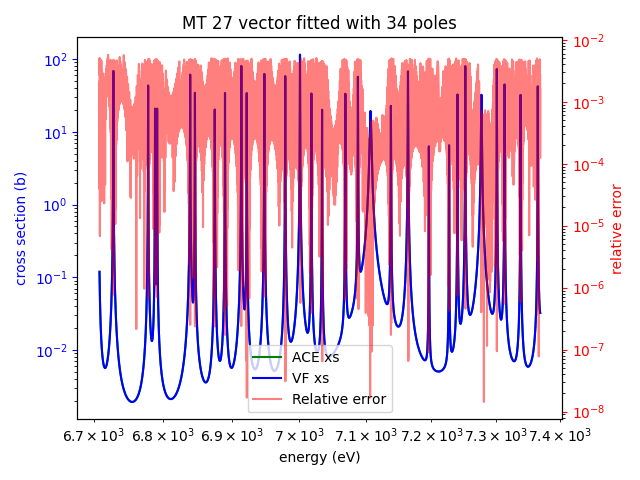 MT 27 vector fitted with 34 poles
cross section (b)
10²
10¹
10⁰
10⁻¹
10⁻²
10⁻²
10⁻³
10⁻⁴
10⁻⁵
10⁻⁶
10⁻⁷
10⁻⁸
relative error
ACE xs
VF xs
Relative error
6.7 × 10³ 6.8 × 10³ 6.9 × 10³ 7 × 10³ 7.1 × 10³ 7.2 × 10³ 7.3 × 10³ 7.4 × 10³
energy (eV)